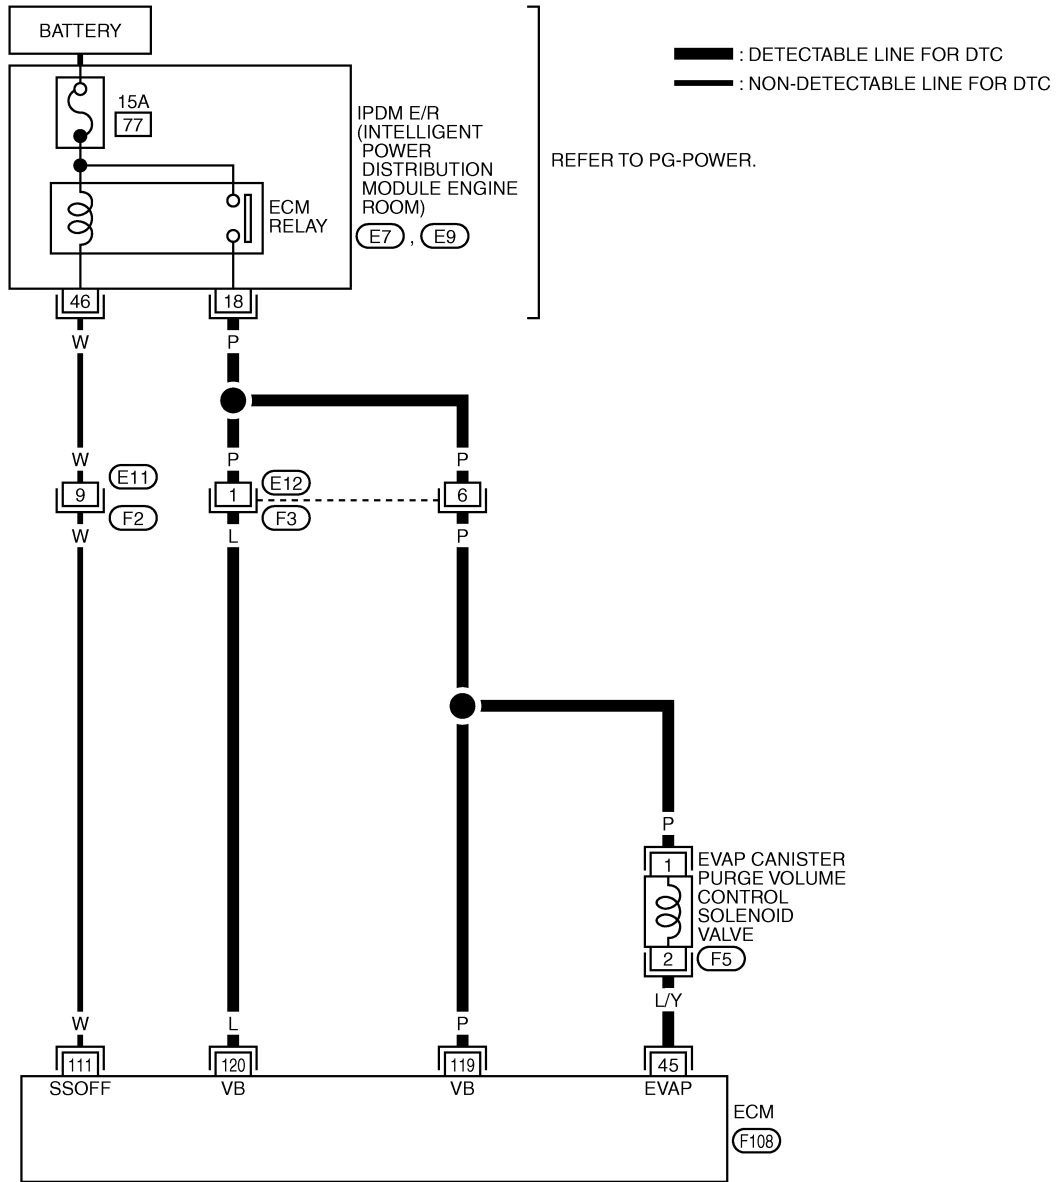 BATTERY
: DETECTABLE LINE FOR DTC
: NON-DETECTABLE LINE FOR DTC
15A
77
IPDM E/R
(INTELLIGENT
POWER
DISTRIBUTION
MODULE ENGINE
ROOM)
E7 , E9
REFER TO PG-POWER.
ECM
RELAY
46
18
W
P
W
P
P
9
E11
F2
1
E12
F3
6
W
L
P
P
1
EVAP CANISTER
PURGE VOLUME
CONTROL
SOLENOID
VALVE
2
F5
L/Y
W
L
P
111
120
119
45
SSOFF
VB
VB
EVAP
ECM
F108